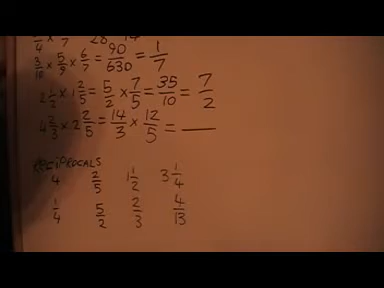 3/10 × 5/9 × 6/7 = 90/630 = 1/7
2 1/2 × 1 2/5 = 5/2 × 7/5 = 35/10 = 7/2
4 2/3 × 2 2/5 = 14/3 × 12/5 = ____
RECIPROCALS
4 2/5 1 1/2 3 1/4
1/4 5/2 2/3 4/13